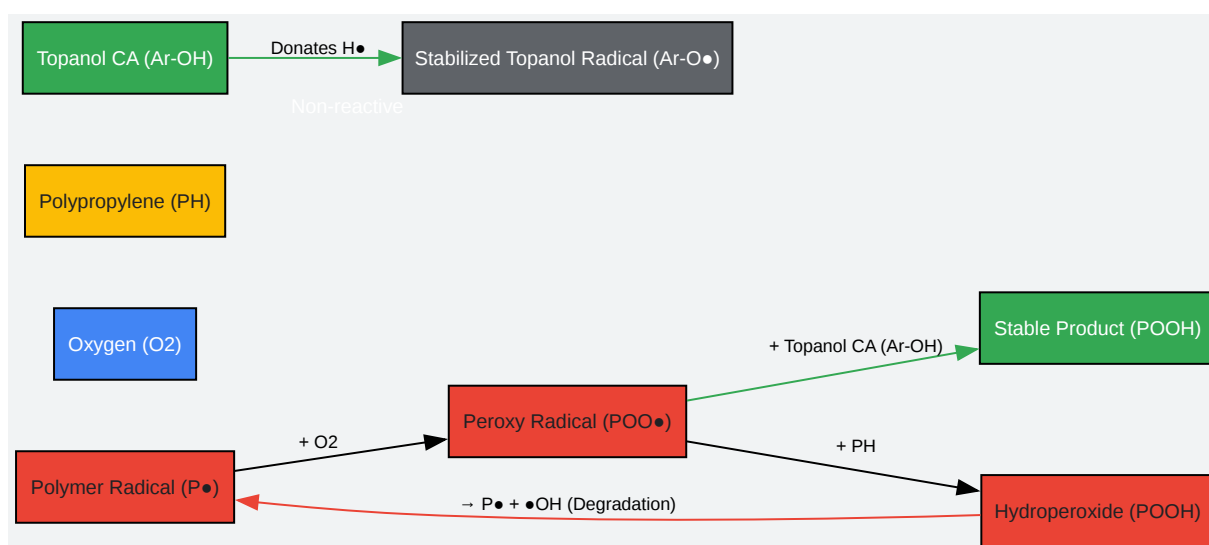 Topanol CA (Ar-OH)
Donates H●
Stabilized Topanol Radical (Ar-O●)
Non-reactive
Polypropylene (PH)
Oxygen (O2)
Stable Product (POOH)
+ Topanol CA (Ar-OH)
Peroxy Radical (POO●)
+ O2
+ PH
Polymer Radical (P●)
→ P● + ●OH (Degradation)
Hydroperoxide (POOH)